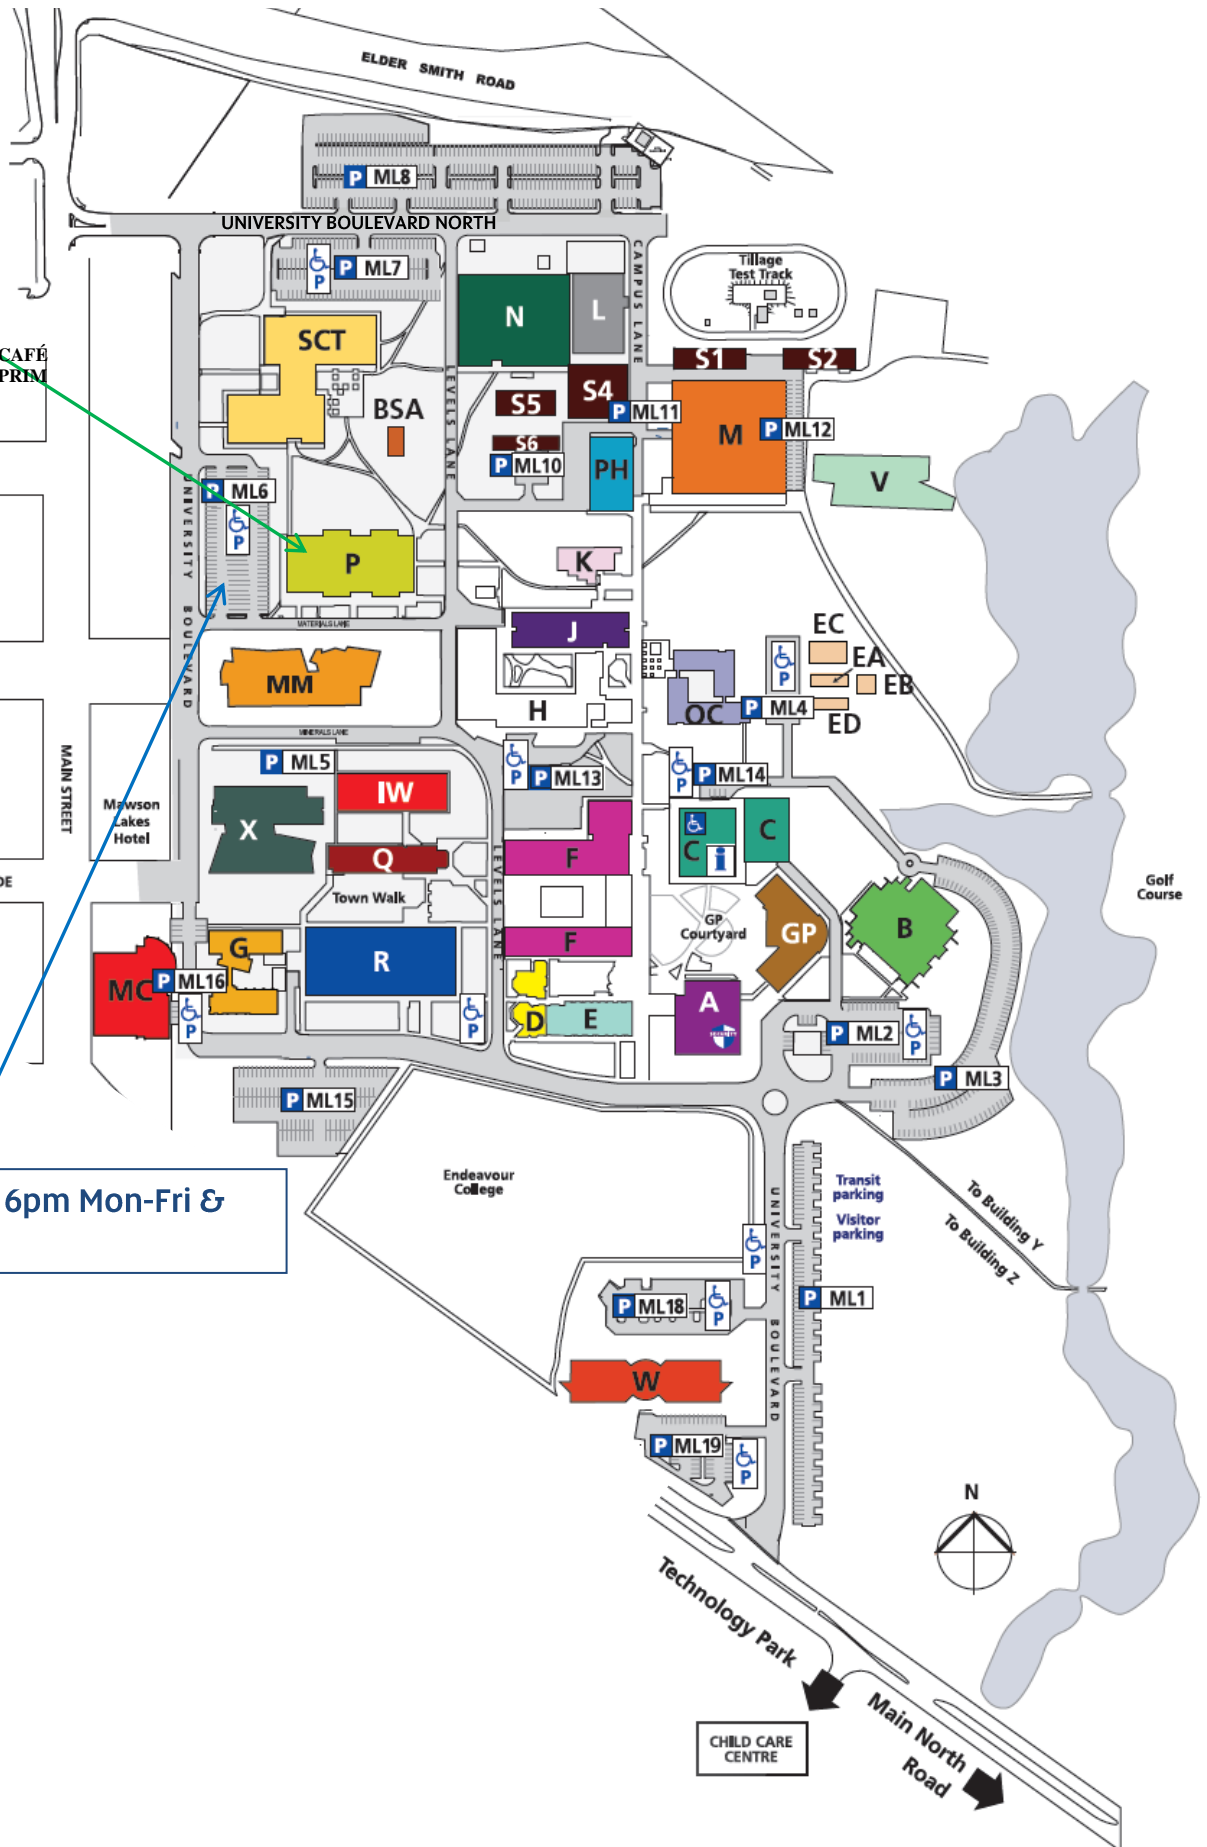 ELDER SMITH ROAD
P ML8
UNIVERSITY BOULEVARD NORTH
P
P ML7
CAMPUS LANE
Tillage
Test Track
N
L
SCT
CAFÉ
PRIM
S1
S2
LEVELS LANE
S4
S5
BSA
P ML11
M
P ML12
S6
P ML10
PH
V
P ML6
P
UNIVERSITY BOULEVARD
P
K
MATERIALS LANE
J
EC
EA
EB
ED
P
MM
H
OC
P ML4
MINERALS LANE
P ML5
P
P ML13
P
P ML14
MAIN STREET
Mawson
Lakes
Hotel
IW
X
C
C
i
Q
F
LEVELS LANE
DE
Town Walk
Golf
Course
GP
Courtyard
GP
B
G
R
F
MC
P ML16
P
P
D
E
A
P ML2
P
P ML3
P ML15
Endeavour
College
Transit
parking
Visitor
parking
To Building Y
To Building Z
6pm Mon-Fri &
UNIVERSITY BOULEVARD
P
P ML18
P
P ML1
W
P ML19
P
N
Technology Park
Main North
Road
CHILD CARE
CENTRE